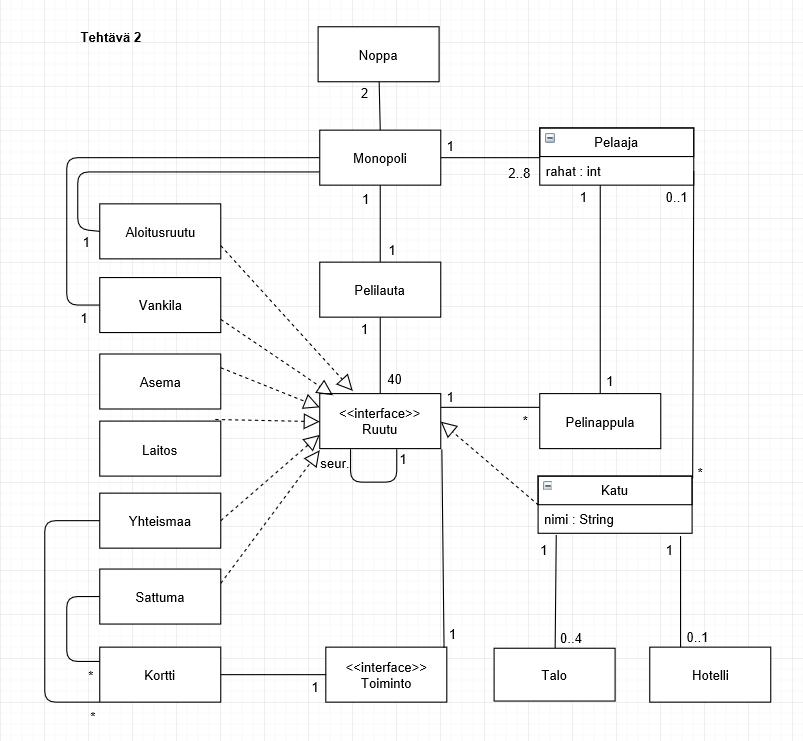 Tehtävä 2
Noppa
2
Monopoli
1
2..8
Pelaaja
rahat : int
1
1
0..1
Aloitusruutu
1
1
Pelilauta
Vankila
1
1
Asema
40
<<interface>>
Ruutu
1
*
1
Pelinappula
Laitos
seur.
1
*
Katu
nimi : String
Yhteismaa
1
1
Sattuma
1
0..4
0..1
Kortti
*
*
1
<<interface>>
Toiminto
Talo
Hotelli